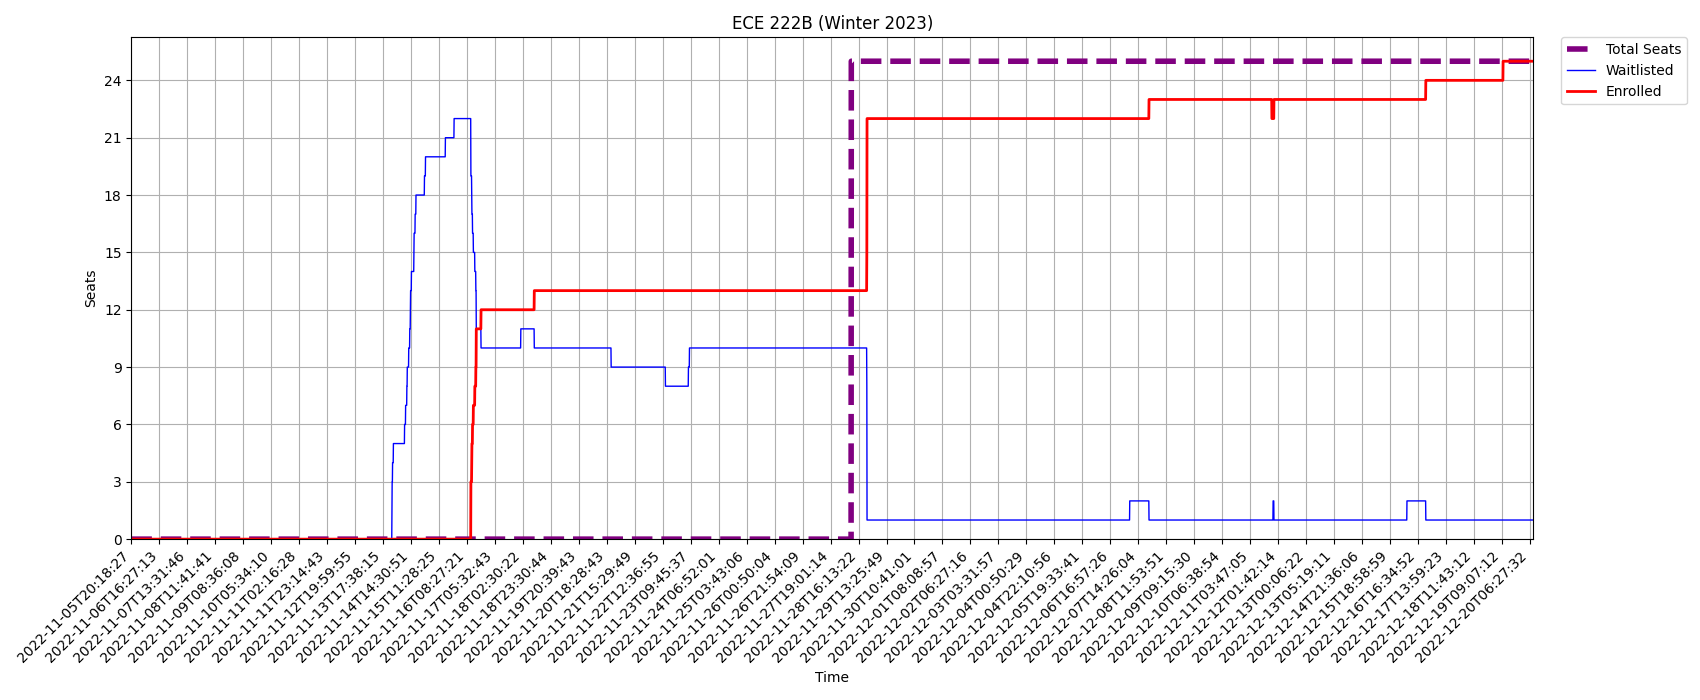 ECE 222B (Winter 2023)
Total Seats
Waitlisted
Enrolled
24
21
18
15
12
9
6
3
0
Seats
2022-11-05T20:18:27
2022-11-06T16:27:13
2022-11-07T13:31:46
2022-11-08T11:41:41
2022-11-09T08:36:08
2022-11-10T05:34:10
2022-11-11T02:16:28
2022-11-11T23:14:43
2022-11-12T19:59:55
2022-11-13T17:38:15
2022-11-14T14:30:51
2022-11-15T11:28:25
2022-11-16T08:27:21
2022-11-17T05:32:43
2022-11-18T02:30:22
2022-11-18T23:30:44
2022-11-19T20:39:43
2022-11-20T18:28:43
2022-11-21T15:29:49
2022-11-22T12:36:55
2022-11-23T09:45:37
2022-11-24T06:52:01
2022-11-25T03:43:06
2022-11-26T00:50:04
2022-11-26T21:54:09
2022-11-27T19:01:14
2022-11-28T16:13:22
2022-11-29T13:25:49
2022-11-30T10:41:01
2022-12-01T08:08:57
2022-12-02T06:27:16
2022-12-03T03:31:57
2022-12-04T00:50:29
2022-12-04T22:10:56
2022-12-05T19:33:41
2022-12-06T16:57:26
2022-12-07T14:26:04
2022-12-08T11:53:51
2022-12-09T09:15:30
2022-12-10T06:38:54
2022-12-11T03:47:05
2022-12-12T01:42:14
2022-12-13T00:06:22
2022-12-13T05:19:11
2022-12-14T21:36:06
2022-12-15T18:58:59
2022-12-16T16:34:52
2022-12-17T13:59:23
2022-12-18T11:43:12
2022-12-19T09:07:12
2022-12-20T06:27:32
Time